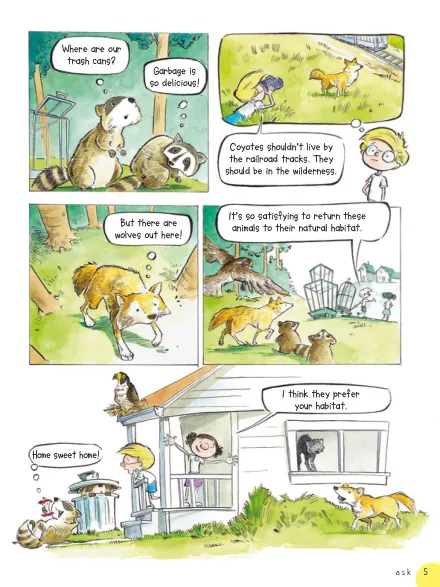 Where are our
trash cans?
Garbage is
so delicious!
Coyotes shouldn't live by
the railroad tracks. They
should be in the wilderness.
But there are
wolves out here!
It's so satisfying to return these
animals to their natural habitat.
I think they prefer
your habitat.
Home sweet home!
ask 5